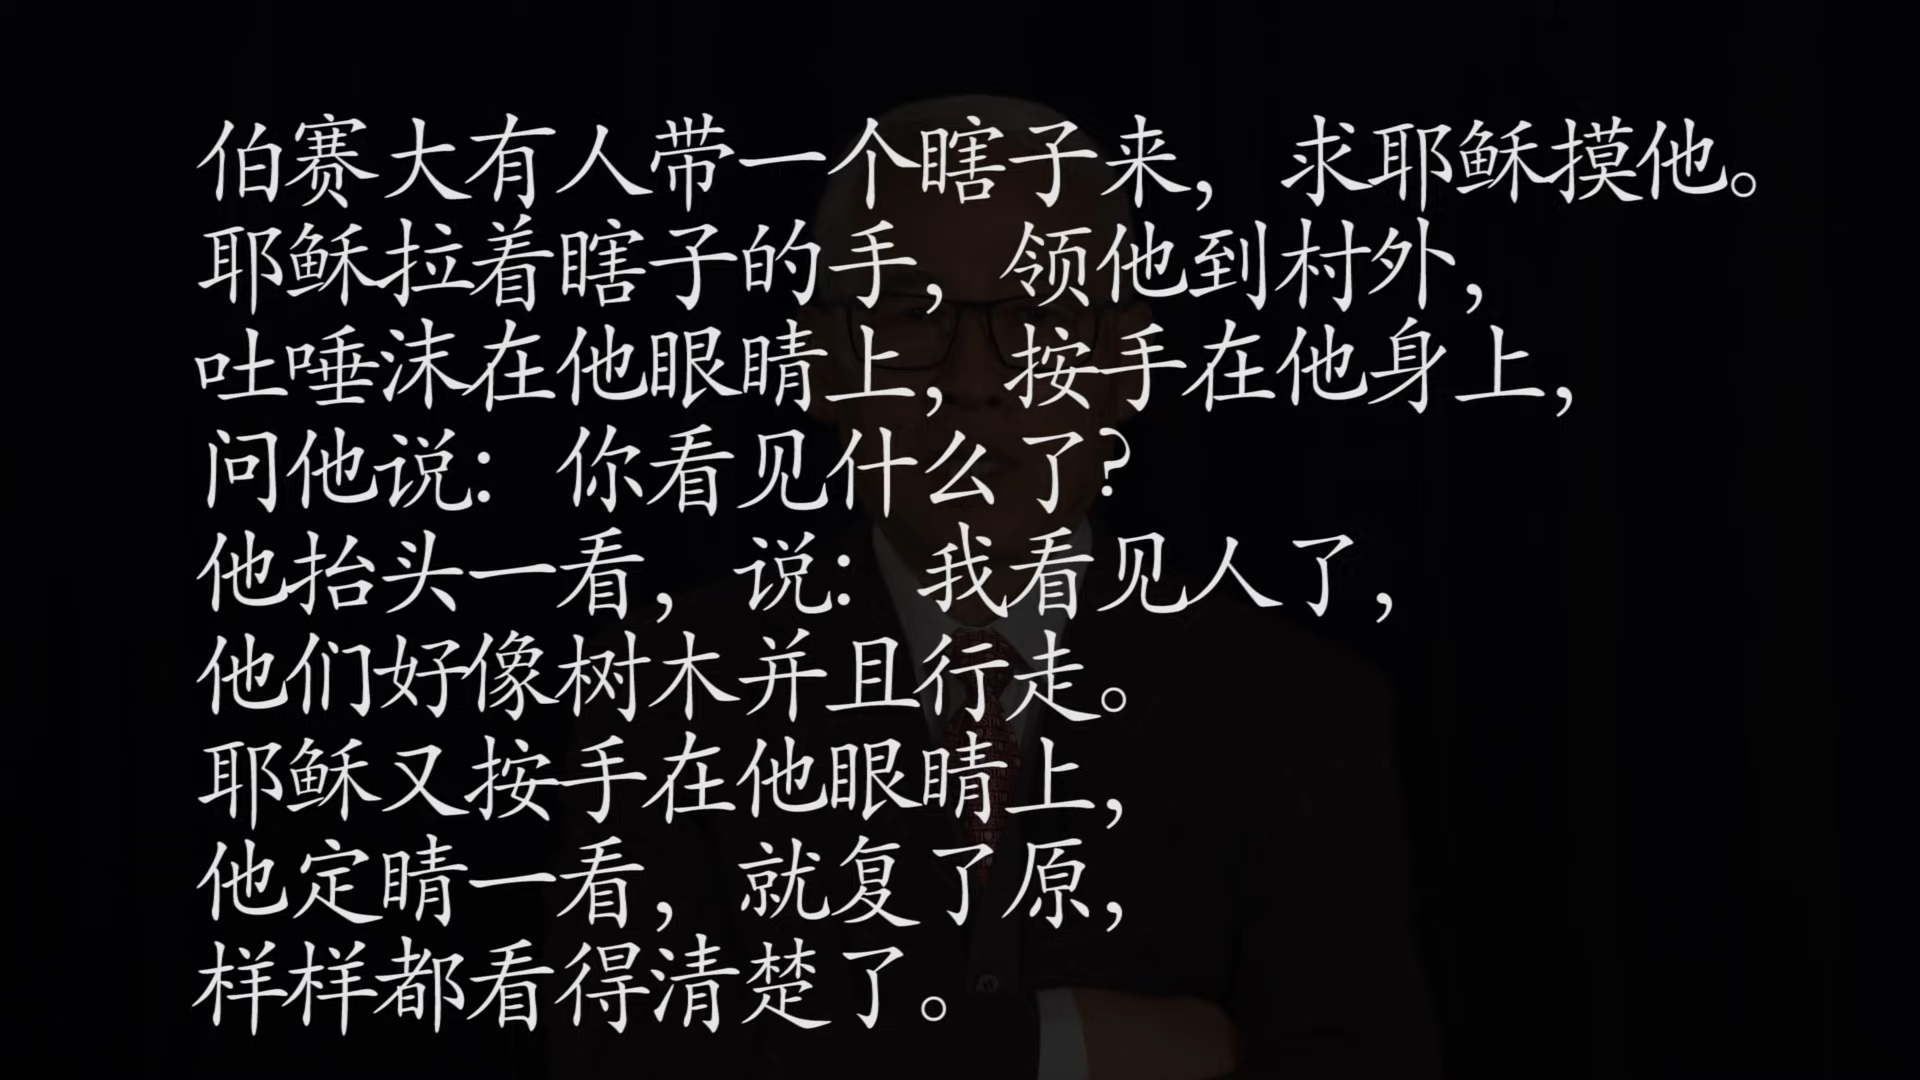 伯赛大有人带一个瞎子来，求耶稣摸他。
耶稣拉着瞎子的手，领他到村外，
吐唾沫在他眼睛上，按手在他身上，
问他说：你看见什么了？
他抬头一看，说：我看见人了，
他们好像树木并且行走。
耶稣又按手在他眼睛上，
他定睛一看，就复了原，
样样都看得清楚了。